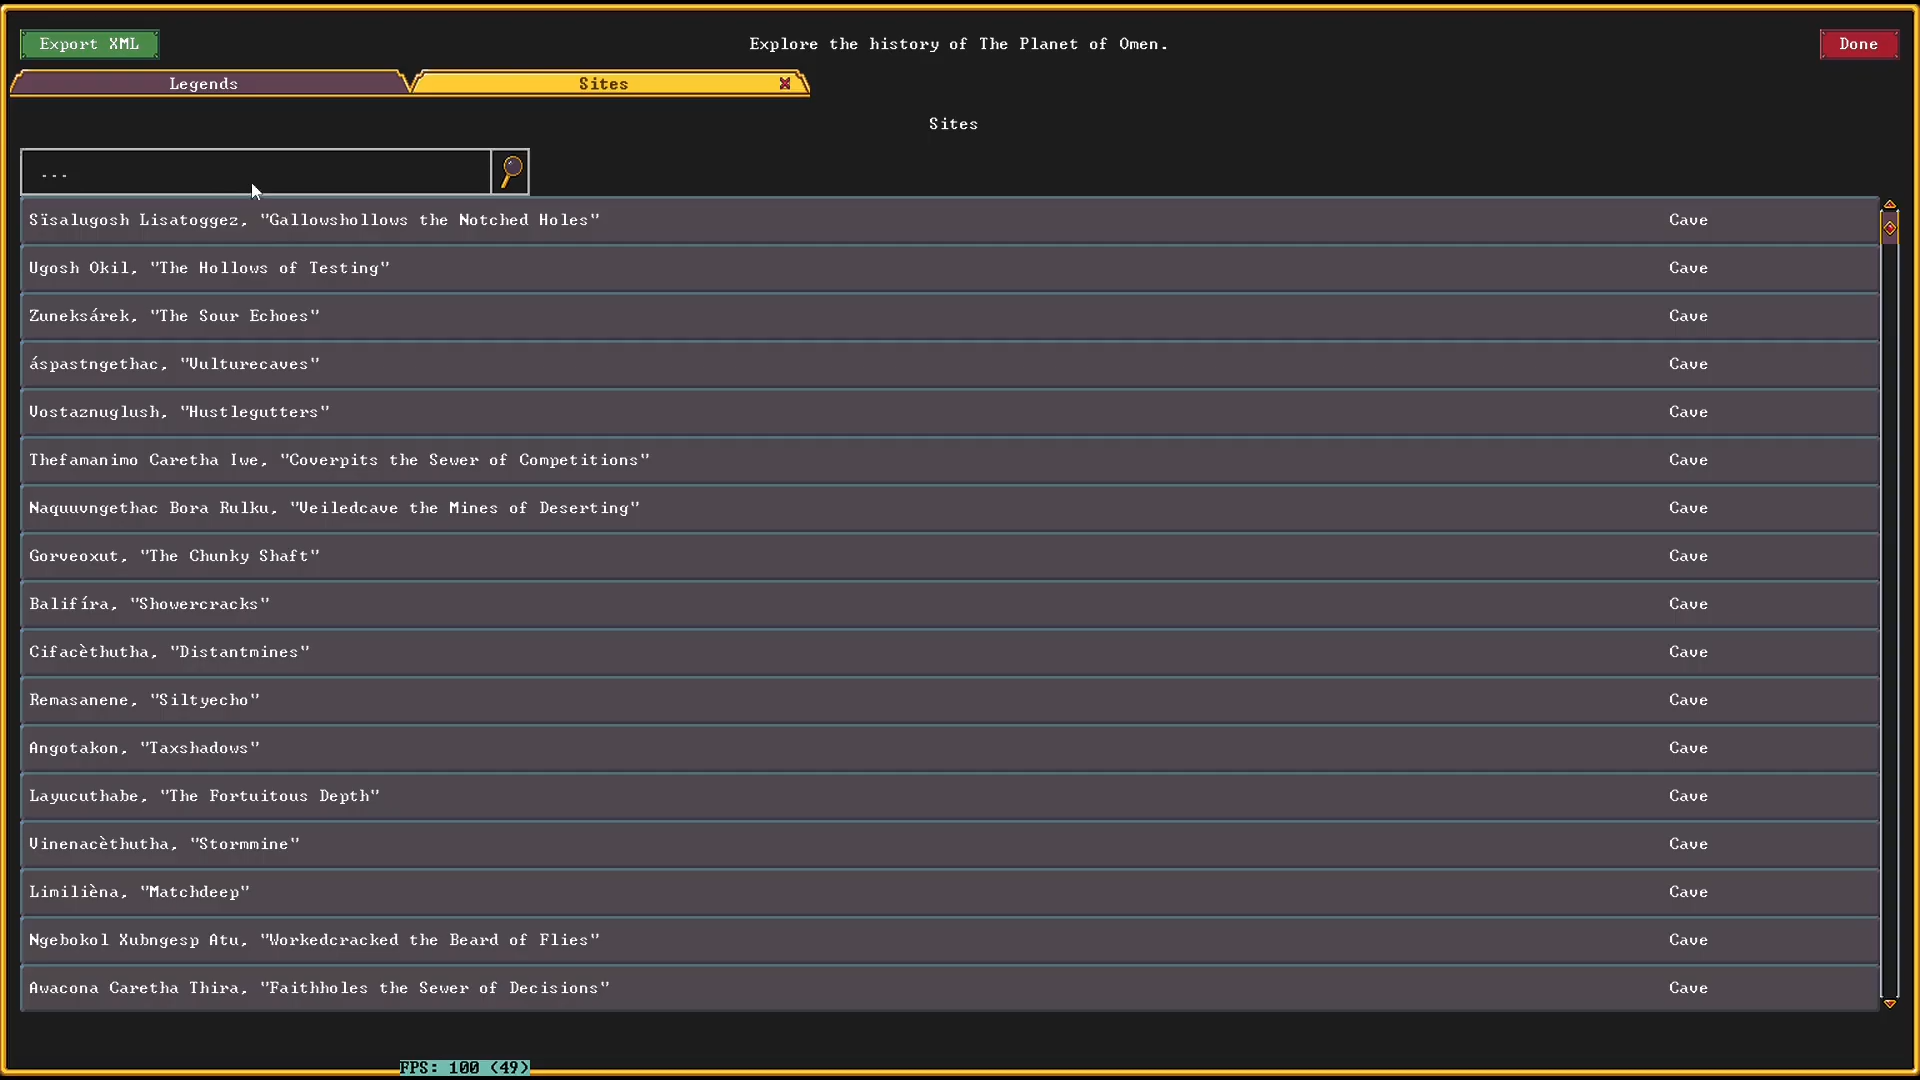 Export XML
Explore the history of The Planet of Omen.
Done
Legends
Sites
Sites
...
Sïsalugosh Lisatoggez, "Gallowshollows the Notched Holes" Cave
Ugosh Okil, "The Hollows of Testing" Cave
Zuneksárek, "The Sour Echoes" Cave
áspastngethac, "Vulturecaves" Cave
Vostaznuglush, "Hustlegutters" Cave
Thefamanimo Caretha Iwe, "Coverpits the Sewer of Competitions" Cave
Naquuvngethac Bora Rulku, "Veiledcave the Mines of Deserting" Cave
Gorveoxut, "The Chunky Shaft" Cave
Balifíra, "Showercracks" Cave
Cifacèthutha, "Distantmines" Cave
Remasanene, "Siltyecho" Cave
Angotakon, "Taxshadows" Cave
Layucuthabe, "The Fortuitous Depth" Cave
Vinenacèthutha, "Stormmine" Cave
Limilièna, "Matchdeep" Cave
Ngebokol Xubngesp Atu, "Workedcracked the Beard of Flies" Cave
Awacona Caretha Thira, "Faithholes the Sewer of Decisions" Cave
FPS: 100 (49)